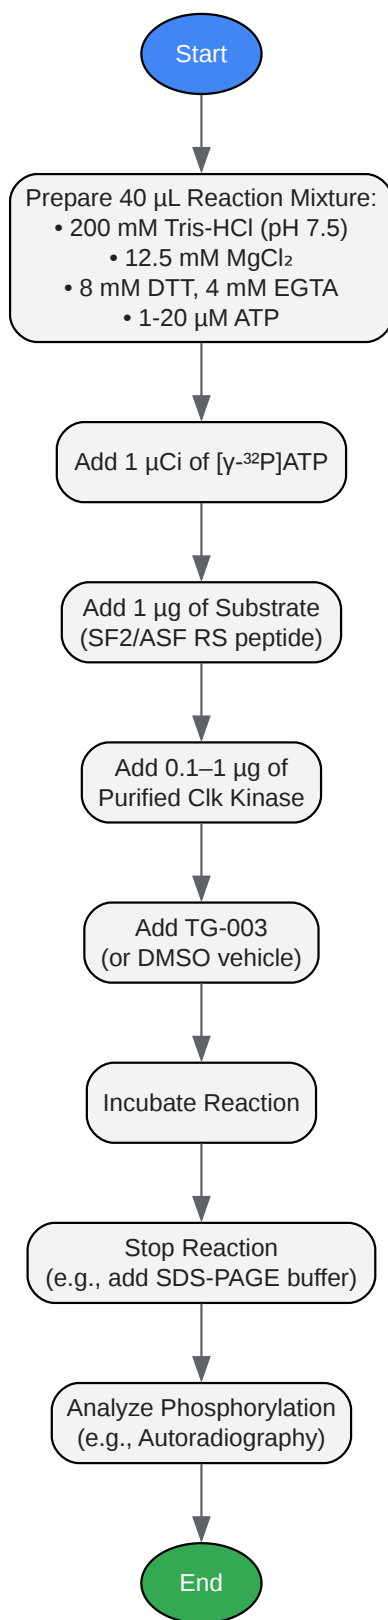 Start
Prepare 40 µL Reaction Mixture:
• 200 mM Tris-HCl (pH 7.5)
• 12.5 mM MgCl₂
• 8 mM DTT, 4 mM EGTA
• 1-20 µM ATP
Add 1 µCi of [γ-³²P]ATP
Add 1 µg of Substrate
(SF2/ASF RS peptide)
Add 0.1–1 µg of
Purified Clk Kinase
Add TG-003
(or DMSO vehicle)
Incubate Reaction
Stop Reaction
(e.g., add SDS-PAGE buffer)
Analyze Phosphorylation
(e.g., Autoradiography)
End